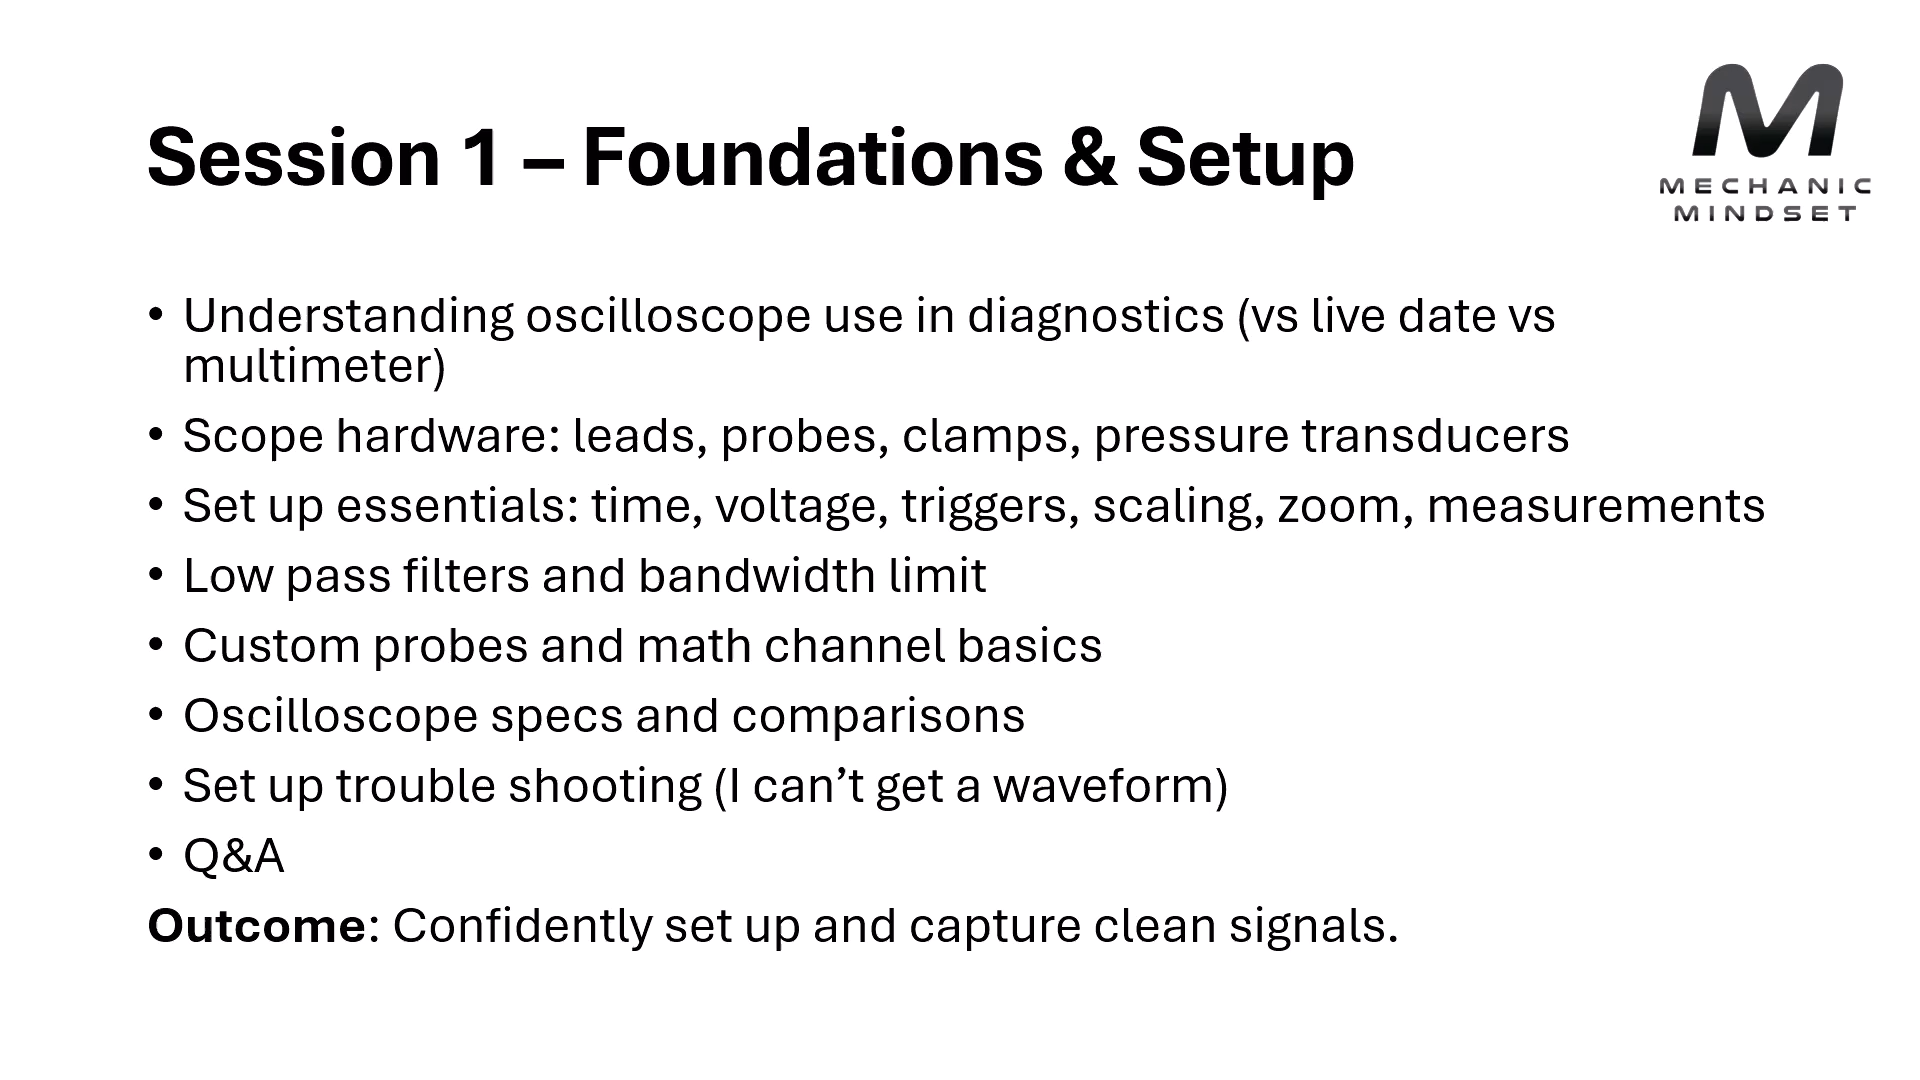 Session 1 – Foundations & Setup
MECHANIC
MINDSET
• Understanding oscilloscope use in diagnostics (vs live date vs
multimeter)
• Scope hardware: leads, probes, clamps, pressure transducers
• Set up essentials: time, voltage, triggers, scaling, zoom, measurements
• Low pass filters and bandwidth limit
• Custom probes and math channel basics
• Oscilloscope specs and comparisons
• Set up trouble shooting (I can’t get a waveform)
• Q&A
Outcome: Confidently set up and capture clean signals.